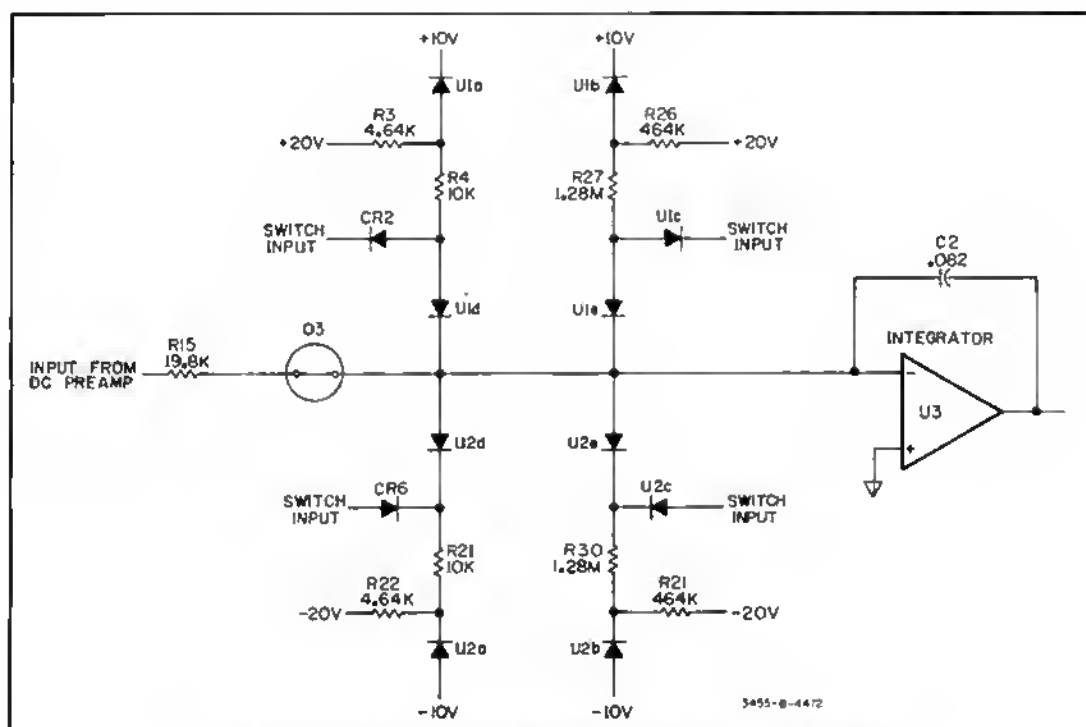 +10V +10V
U1a U1b
R3
4.64K
R26
464K
+20V +20V
R4
10K
R27
1.28M
CR2 U1c
SWITCH
INPUT
SWITCH
INPUT
C2
.082
U1d U1e
Q3
INTEGRATOR
R15
19.8K
INPUT FROM
DC PREAMP
−
U3
+
U2d U2e
CR6 U2c
SWITCH
INPUT
SWITCH
INPUT
R21
10K
R30
1.28M
R22
4.64K
R21
464K
-20V -20V
U2a U2b
-10V -10V
3455-B-4472